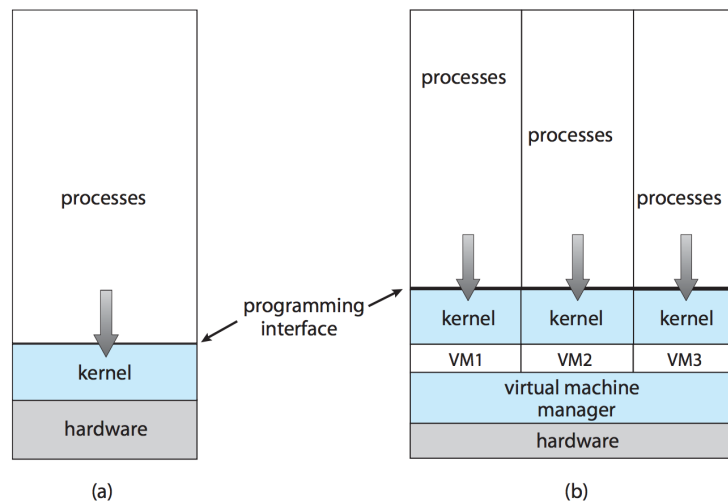 processes
kernel
hardware
(a)
programming
interface
processes
processes
processes
kernel
kernel
kernel
VM1
VM2
VM3
virtual machine
manager
hardware
(b)